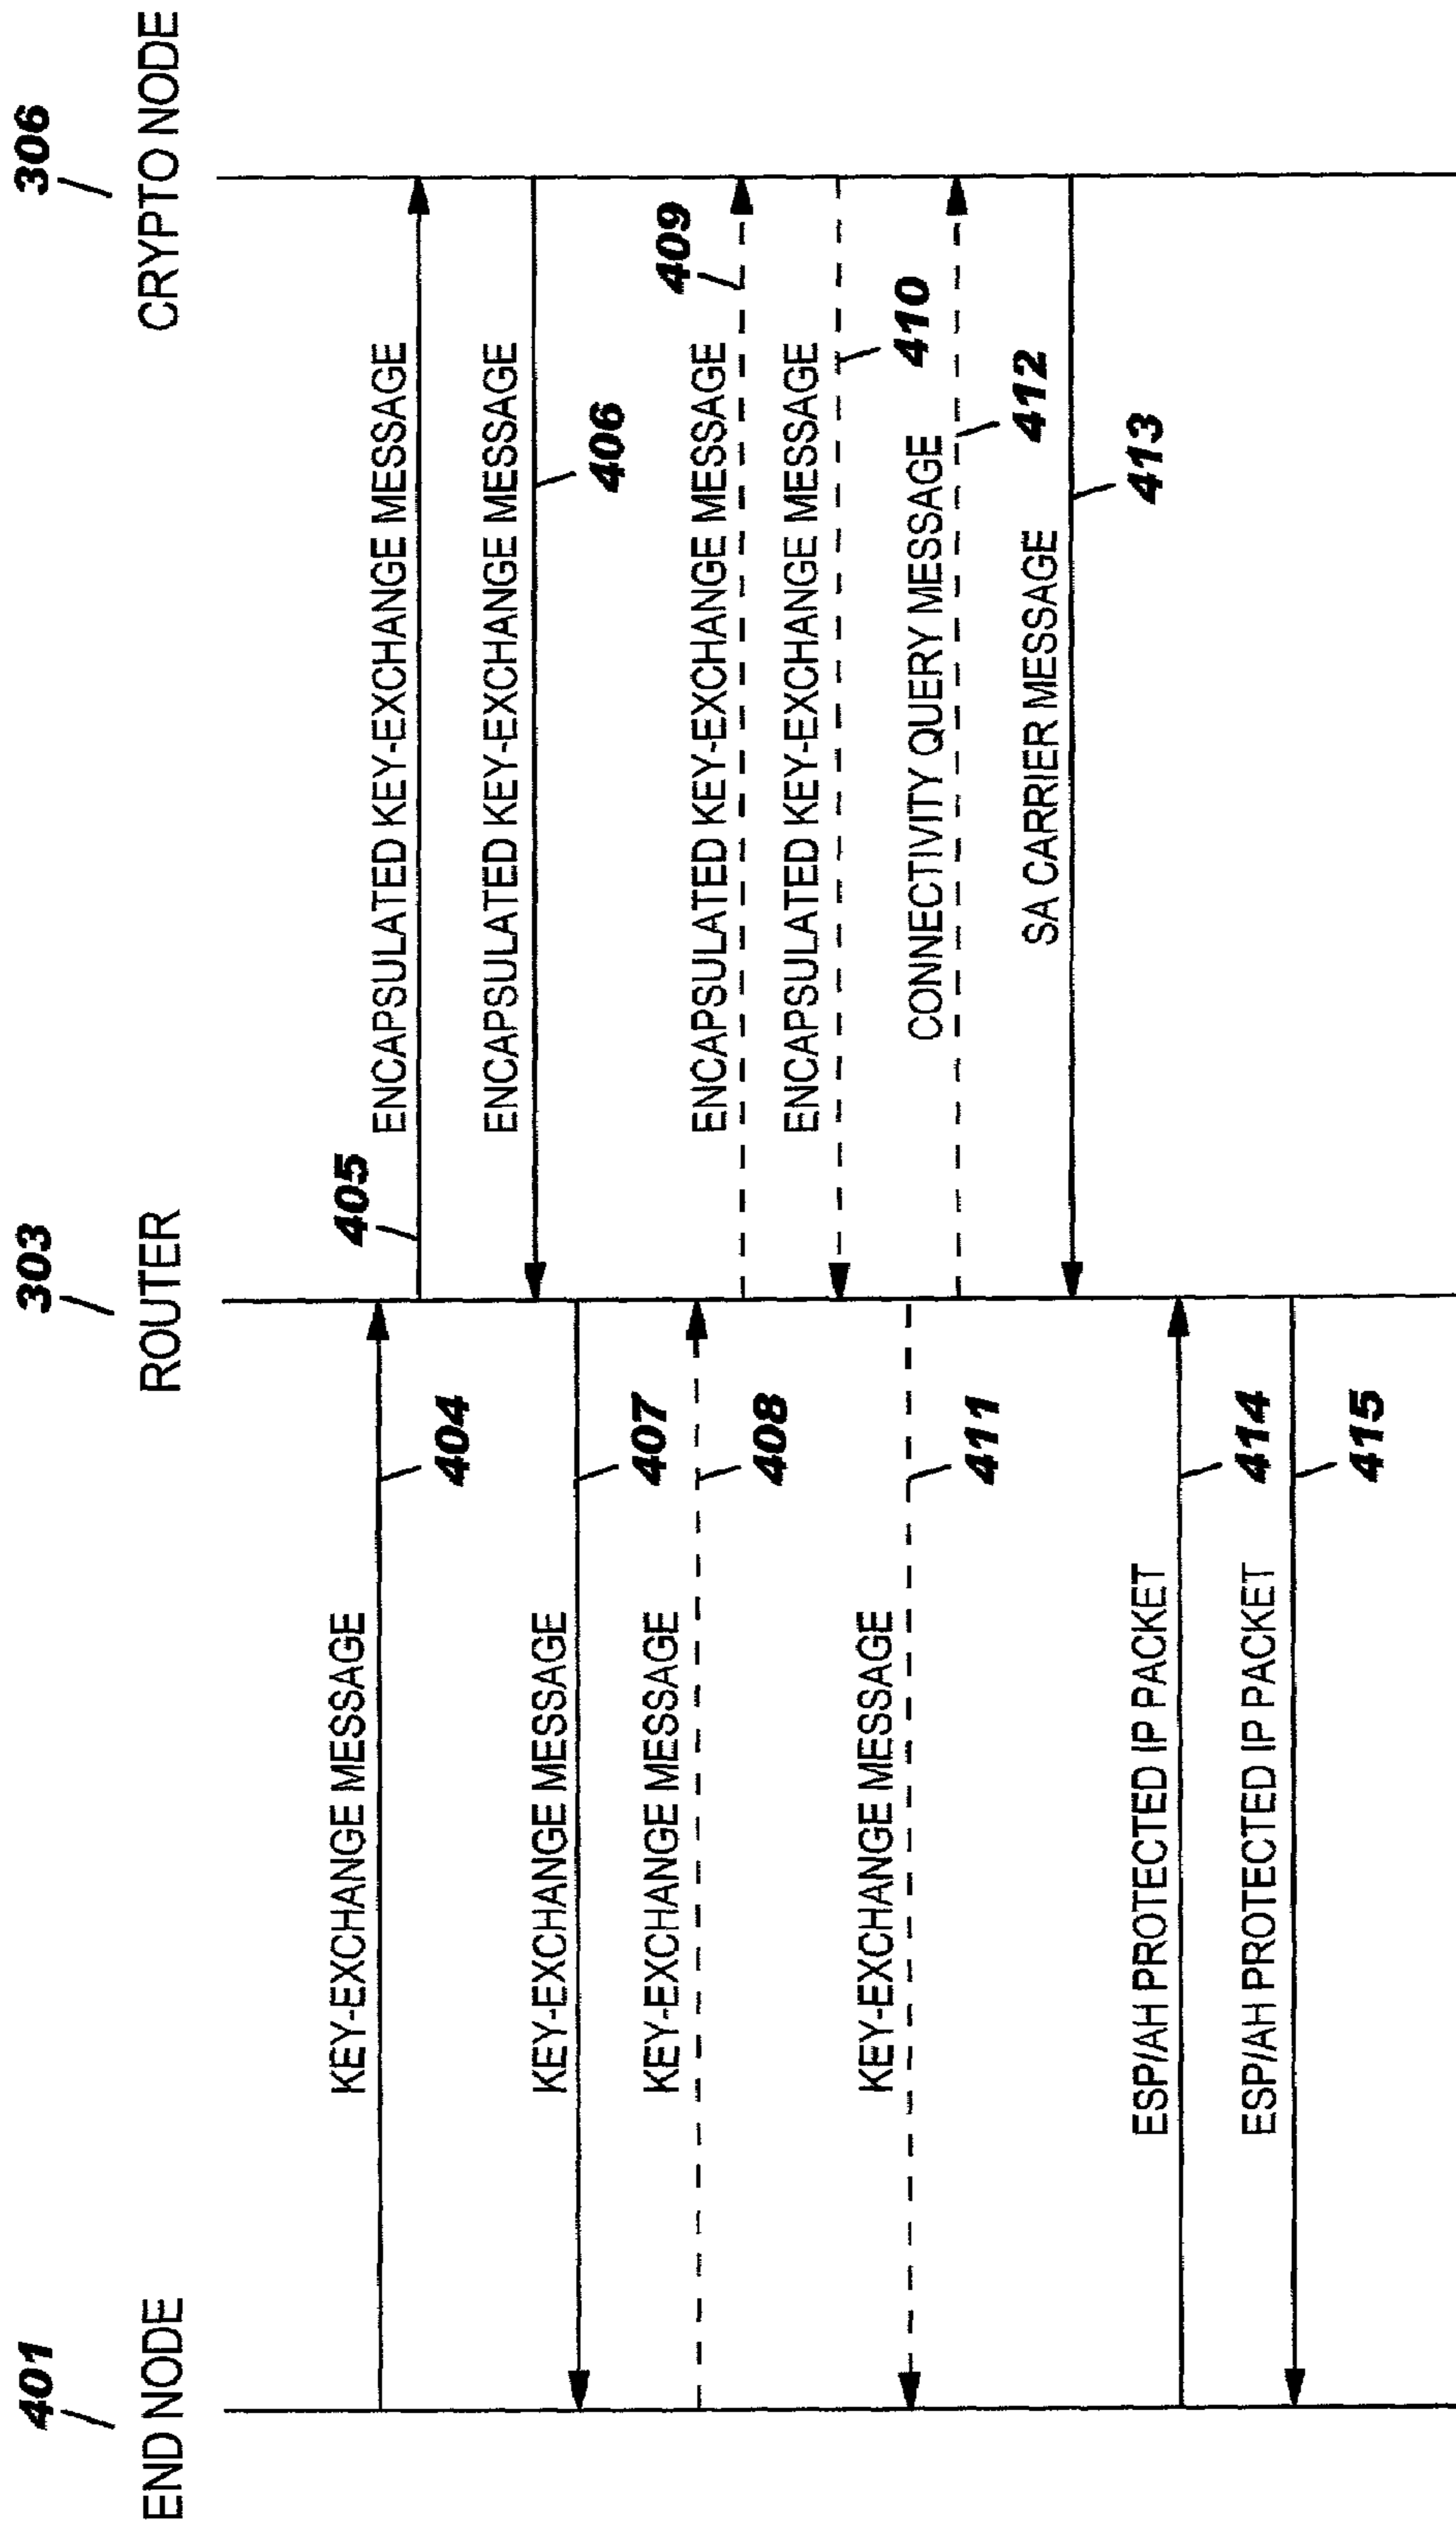 401
END NODE
303
ROUTER
306
CRYPTO NODE
KEY-EXCHANGE MESSAGE
404
405
ENCAPSULATED KEY-EXCHANGE MESSAGE
ENCAPSULATED KEY-EXCHANGE MESSAGE
406
KEY-EXCHANGE MESSAGE
407
KEY-EXCHANGE MESSAGE
408
ENCAPSULATED KEY-EXCHANGE MESSAGE
409
ENCAPSULATED KEY-EXCHANGE MESSAGE
410
KEY-EXCHANGE MESSAGE
411
CONNECTIVITY QUERY MESSAGE
412
SA CARRIER MESSAGE
413
ESP/AH PROTECTED IP PACKET
414
ESP/AH PROTECTED IP PACKET
415